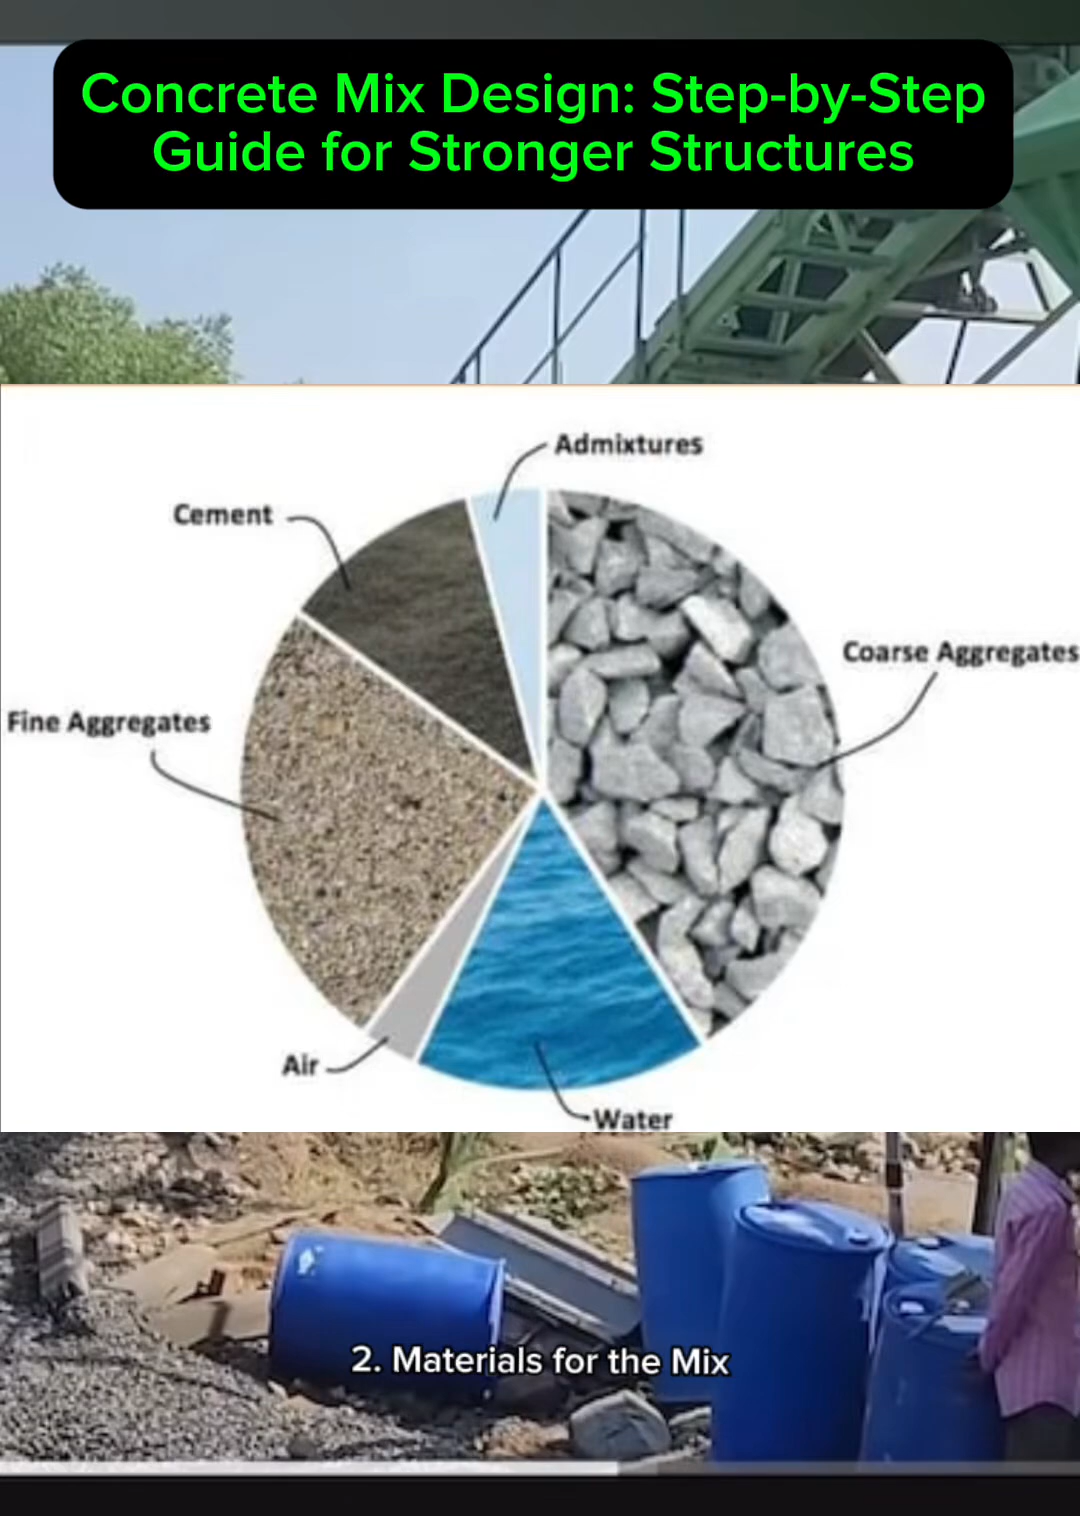 Concrete Mix Design: Step-by-Step
Guide for Stronger Structures
Admixtures
Cement
Coarse Aggregates
Fine Aggregates
Air
Water
2. Materials for the Mix